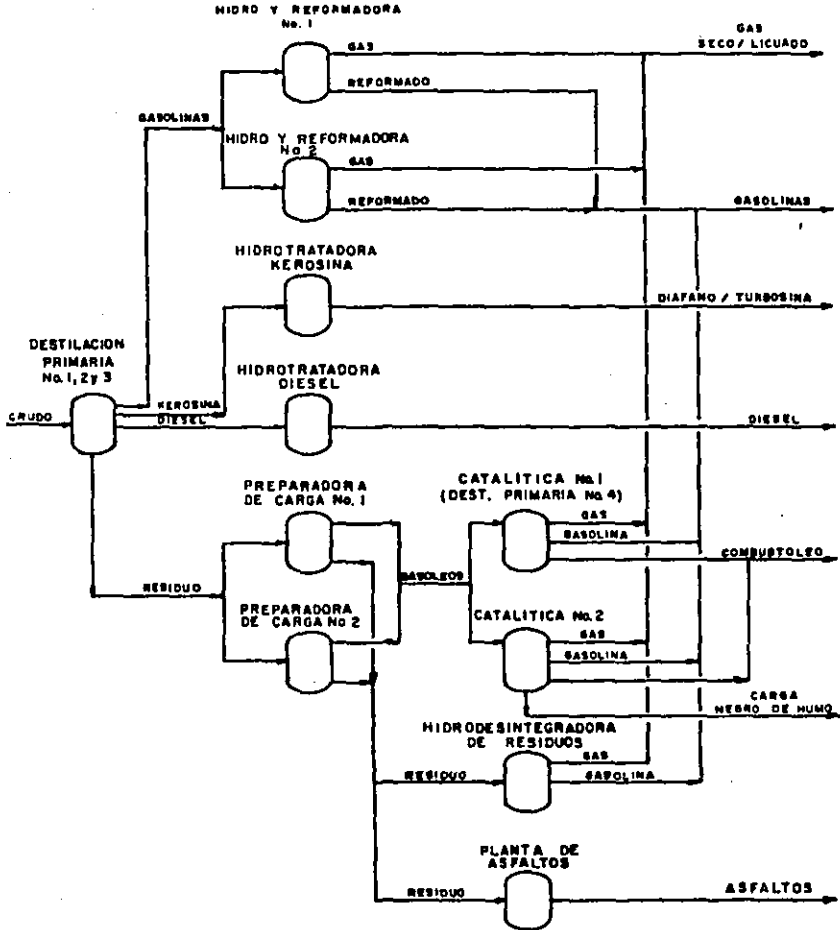 HIDRO Y REFORMADORA
No. 1
GAS
GAS
SECO/ LICUADO
REFORMADO
GASOLINAS
HIDRO Y REFORMADORA
No 2
GAS
REFORMADO
GASOLINAS
HIDROTRATADORA
KEROSINA
DIAFANO / TURBOSINA
DESTILACION
PRIMARIA
No. 1, 2 y 3
HIDROTRATADORA
DIESEL
CRUDO
KEROSINA
DIESEL
DIESEL
PREPARADORA
DE CARGA No. 1
CATALÍTICA No. 1
(DEST. PRIMARIA No. 4)
GAS
GASOLINA
COMBUSTOLEO
RESIDUO
GASOLEOS
PREPARADORA
DE CARGA No 2
CATALITICA No. 2
GAS
GASOLINA
CARGA
NEGRO DE HUMO
HIDRODESINTEGRADORA
DE RESIDUOS
GAS
RESIDUO
GASOLINA
PLANTA DE
ASFALTOS
RESIDUO
ASFALTOS